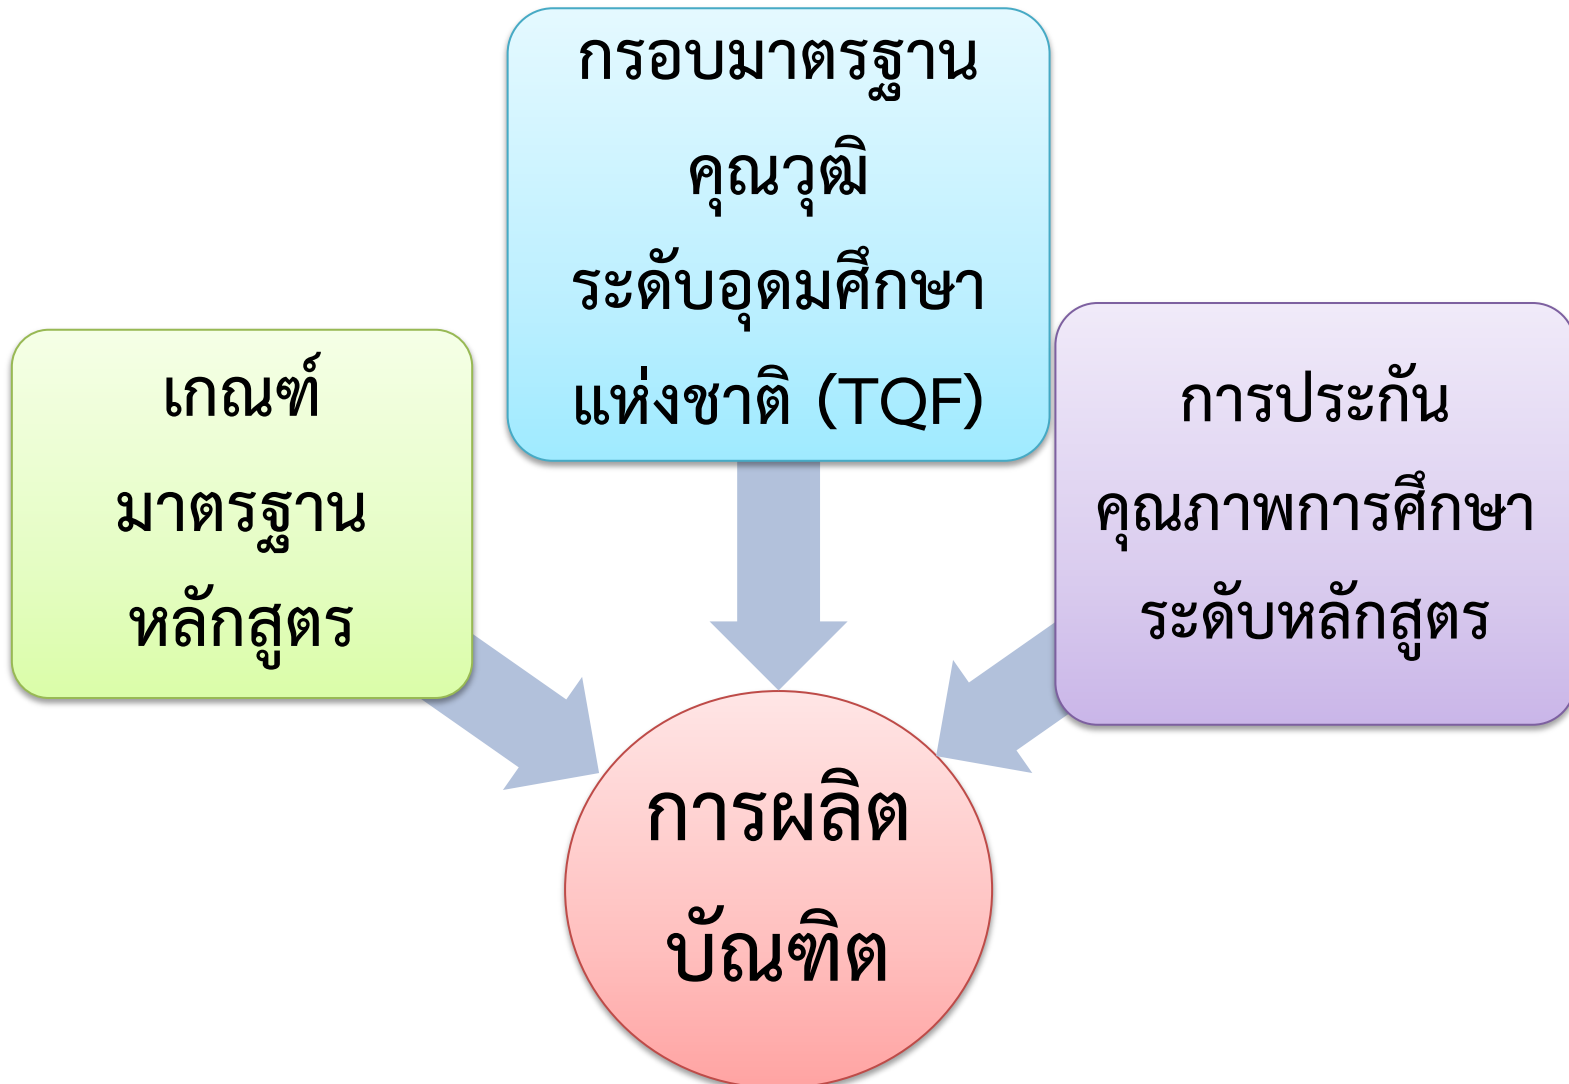 กรอบมาตรฐาน
คุณวุฒิ
ระดับอุดมศึกษา
แห่งชาติ (TQF)
เกณฑ์
มาตรฐาน
หลักสูตร
การประกัน
คุณภาพการศึกษา
ระดับหลักสูตร
การผลิต
บัณฑิต